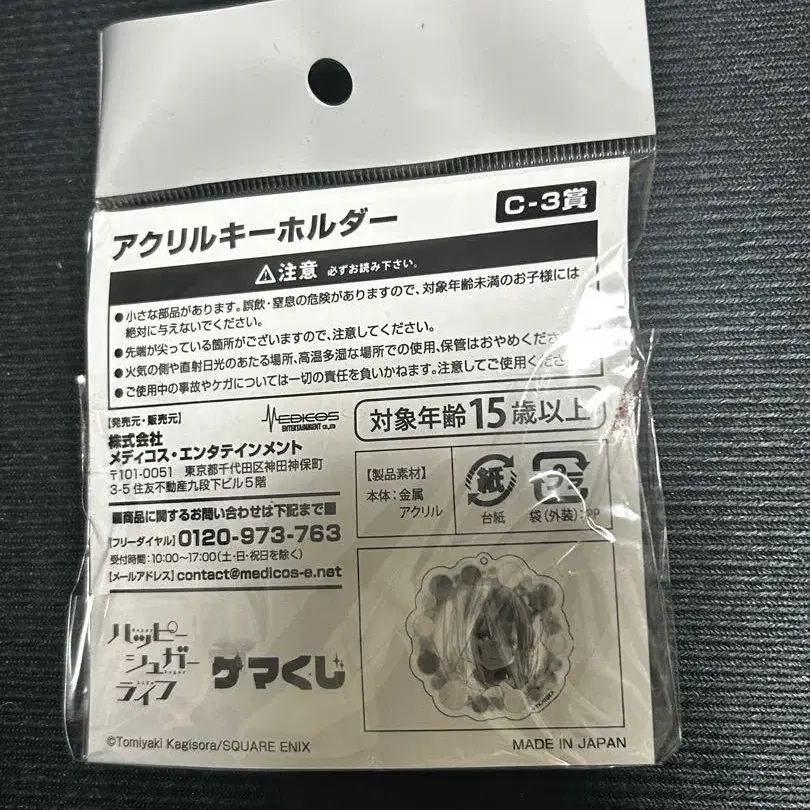 アクリルキーホルダー
C-3賞
注意 必ずお読み下さい。
●小さな部品があります。誤飲・窒息の危険がありますので、対象年齢未満のお子様には
絶対に与えないでください。
●先端が尖っている箇所がございますので、注意してください。
●火気の側や直射日光のあたる場所、高温多湿な場所での使用、保管はおやめくださ
●ご使用中の事故やケガについては一切の責任を負いかねます。注意してご使用くださ
【発売元・販売元】
MEDICOS
ENTERTAINMENT CO.,LTD
株式会社
メディコス・エンタテインメント
〒101-0051 東京都千代田区神田神保町
3-5 住友不動産九段下ビル5階
■商品に関するお問い合わせは下記まで■
[フリーダイヤル] 0120-973-763
受付時間:10:00〜17:00(土・日・祝日を除く)
[メールアドレス] contact@medicos-e.net
対象年齢15歳以上
【製品素材】
本体:金属
アクリル
紙
台紙
プラ
袋(外装):PP
ハッピー
シュガー
ライフ
ゲマくじ
©Tomiyaki Kagisora/SQUARE ENIX
MADE IN JAPAN